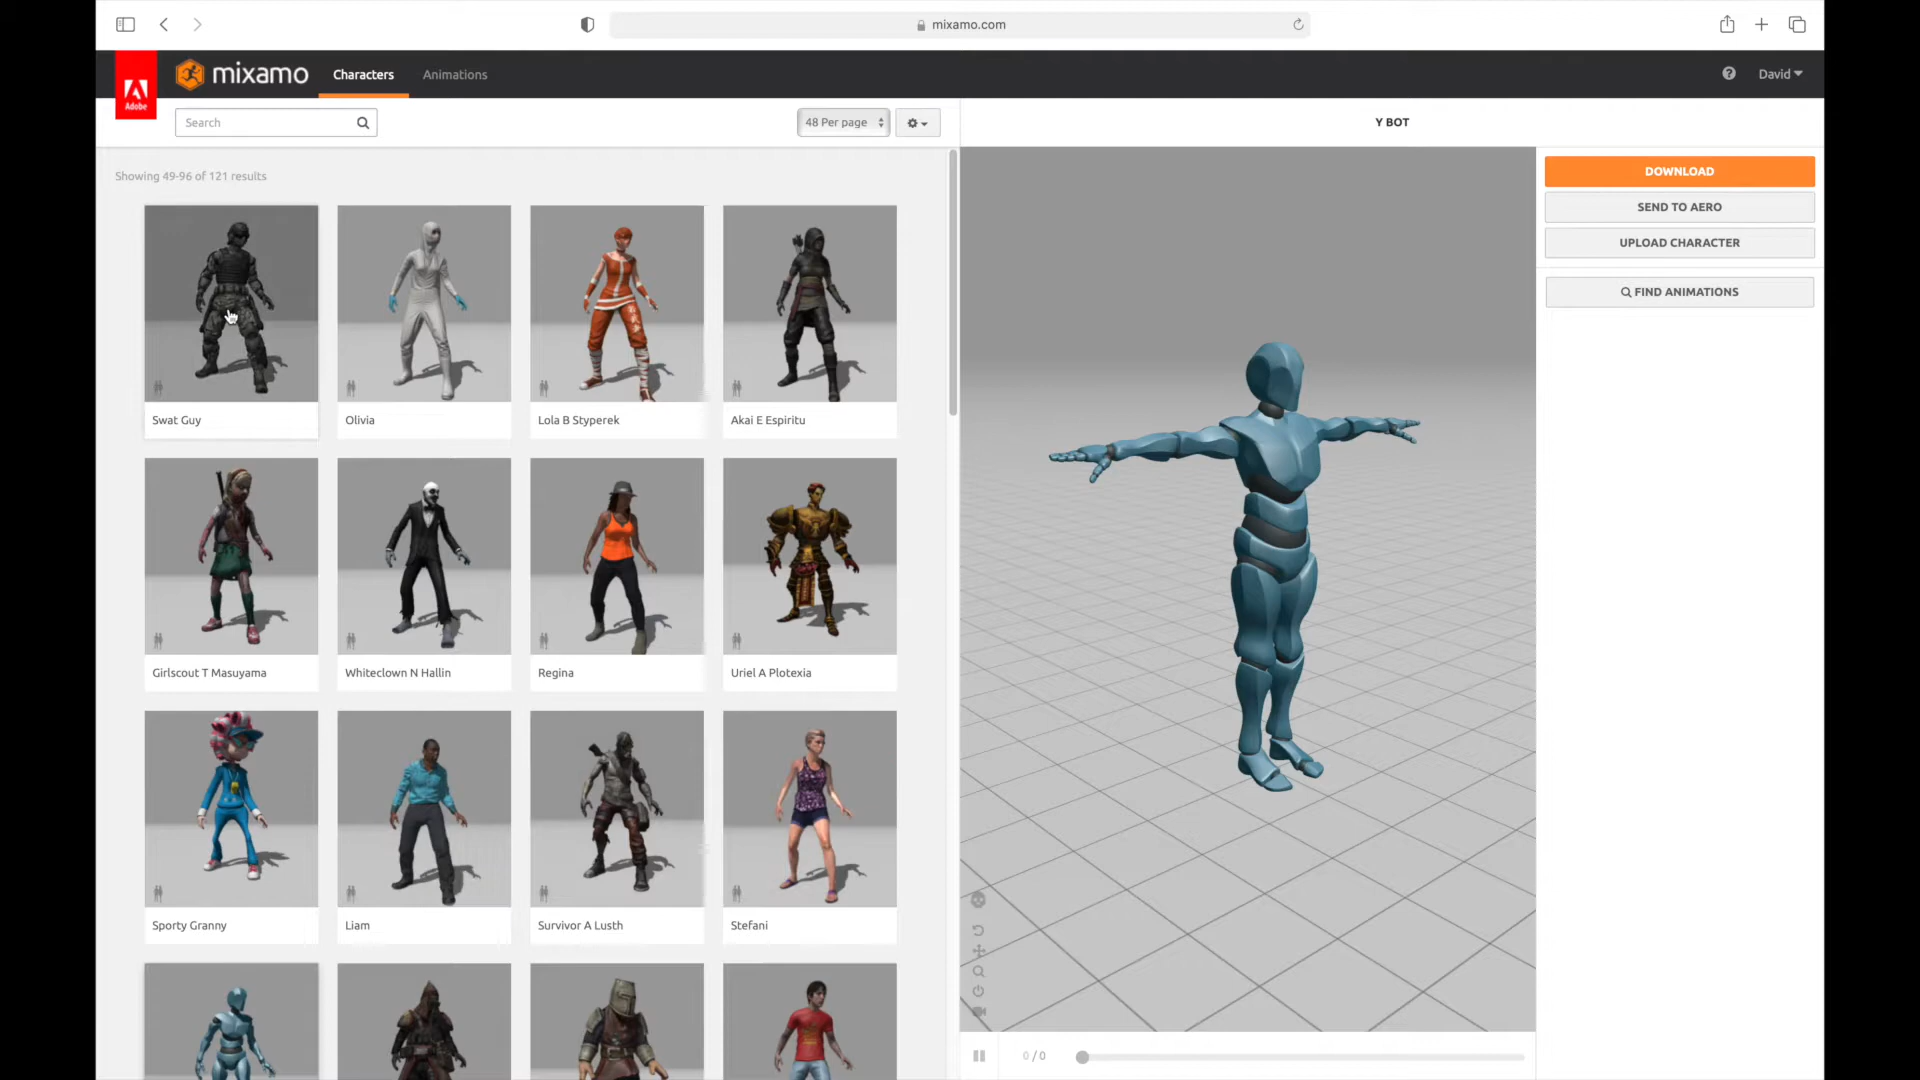 mixamo.com
Adobe
mixamo
Characters
Animations
David
Search
48 Per page
Y BOT
Showing 49-96 of 121 results
DOWNLOAD
SEND TO AERO
UPLOAD CHARACTER
FIND ANIMATIONS
Swat Guy
Olivia
Lola B Styperek
Akai E Espiritu
Girlscout T Masuyama
Whiteclown N Hallin
Regina
Uriel A Plotexia
Sporty Granny
Liam
Survivor A Lusth
Stefani
0 / 0